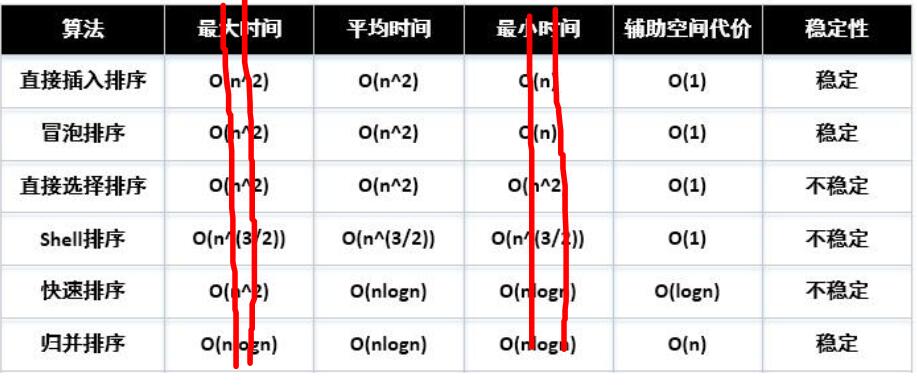 算法 最大时间 平均时间 最小时间 辅助空间代价 稳定性
直接插入排序 O(n^2) O(n^2) O(n) O(1) 稳定
冒泡排序 O(n^2) O(n^2) O(n) O(1) 稳定
直接选择排序 O(n^2) O(n^2) O(n^2) O(1) 不稳定
Shell排序 O(n^(3/2)) O(n^(3/2)) O(n^(3/2)) O(1) 不稳定
快速排序 O(n^2) O(nlogn) O(nlogn) O(logn) 不稳定
归并排序 O(nlogn) O(nlogn) O(nlogn) O(n) 稳定